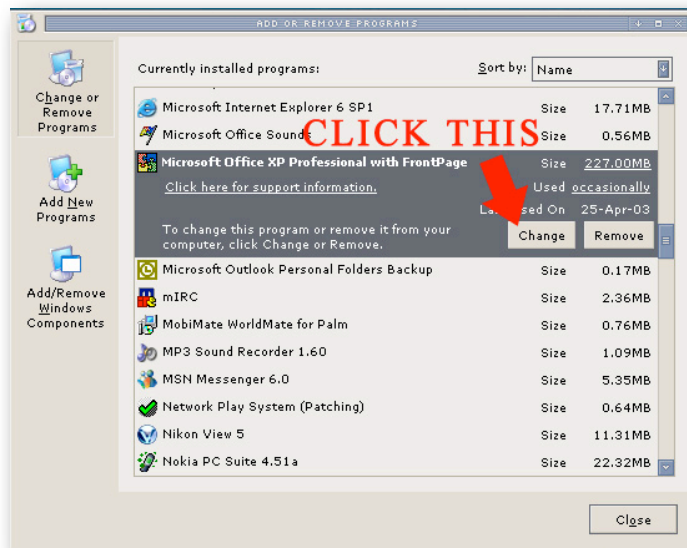 ADD OR REMOVE PROGRAMS
Change or
Remove
Programs
Add New
Programs
Add/Remove
Windows
Components
Currently installed programs:
Sort by: Name
Microsoft Internet Explorer 6 SP1 Size 17.71MB
Microsoft Office Sounds Size 0.56MB
CLICK THIS
Microsoft Office XP Professional with FrontPage Size 227.00MB
Click here for support information. Used occasionally
25-Apr-03
To change this program or remove it from your
computer, click Change or Remove.
Change Remove
Microsoft Outlook Personal Folders Backup Size 0.17MB
mIRC Size 2.36MB
MobiMate WorldMate for Palm Size 0.76MB
MP3 Sound Recorder 1.60 Size 1.09MB
MSN Messenger 6.0 Size 5.35MB
Network Play System (Patching) Size 0.64MB
Nikon View 5 Size 11.31MB
Nokia PC Suite 4.51a Size 22.32MB
Close